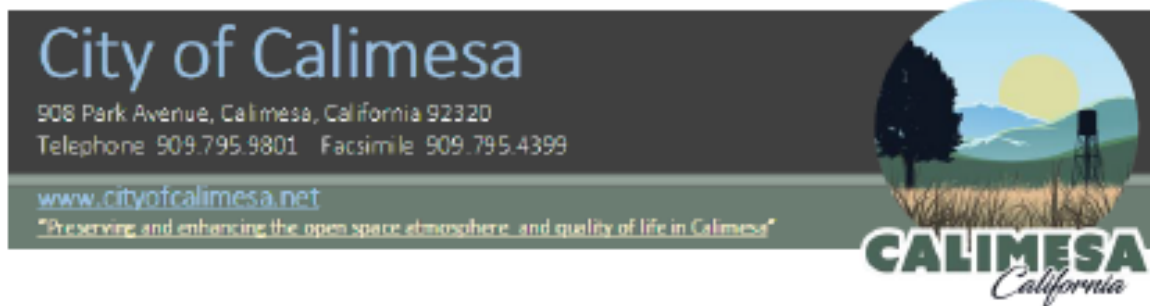 City of Calimesa
908 Park Avenue, Calimesa, California 92320
Telephone 909.795.9801 Facsimile 909.795.4399
www.cityofcalimesa.net
"Preserving and enhancing the open space atmosphere and quality of life in Calimesa"
CALIMESA
California